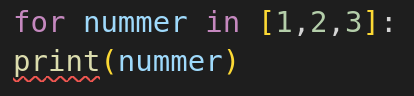 for nummer in [1,2,3]:
print(nummer)